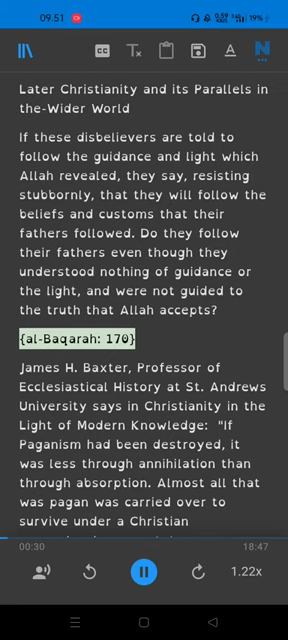 09.51
0.59
KB/s
19%
CC
T
A
N
Later Christianity and its Parallels in
the-Wider World
If these disbelievers are told to
follow the guidance and light which
Allah revealed, they say, resisting
stubbornly, that they will follow the
beliefs and customs that their
fathers followed. Do they follow
their fathers even though they
understood nothing of guidance or
the light, and were not guided to
the truth that Allah accepts?
{al-Baqarah: 170}
James H. Baxter, Professor of
Ecclesiastical History at St. Andrews
University says in Christianity in the
Light of Modern Knowledge: "If
Paganism had been destroyed, it
was less through annihilation than
through absorption. Almost all that
was pagan was carried over to
survive under a Christian
00:30
18:47
1.22x